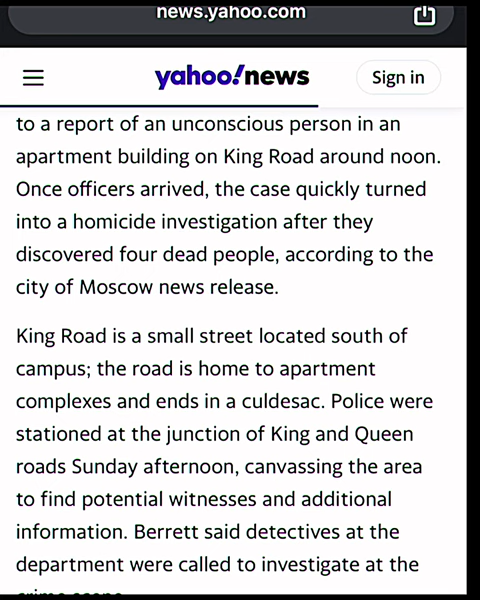 news.yahoo.com
yahoo!news
Sign in
to a report of an unconscious person in an
apartment building on King Road around noon.
Once officers arrived, the case quickly turned
into a homicide investigation after they
discovered four dead people, according to the
city of Moscow news release.
King Road is a small street located south of
campus; the road is home to apartment
complexes and ends in a culdesac. Police were
stationed at the junction of King and Queen
roads Sunday afternoon, canvassing the area
to find potential witnesses and additional
information. Berrett said detectives at the
department were called to investigate at the